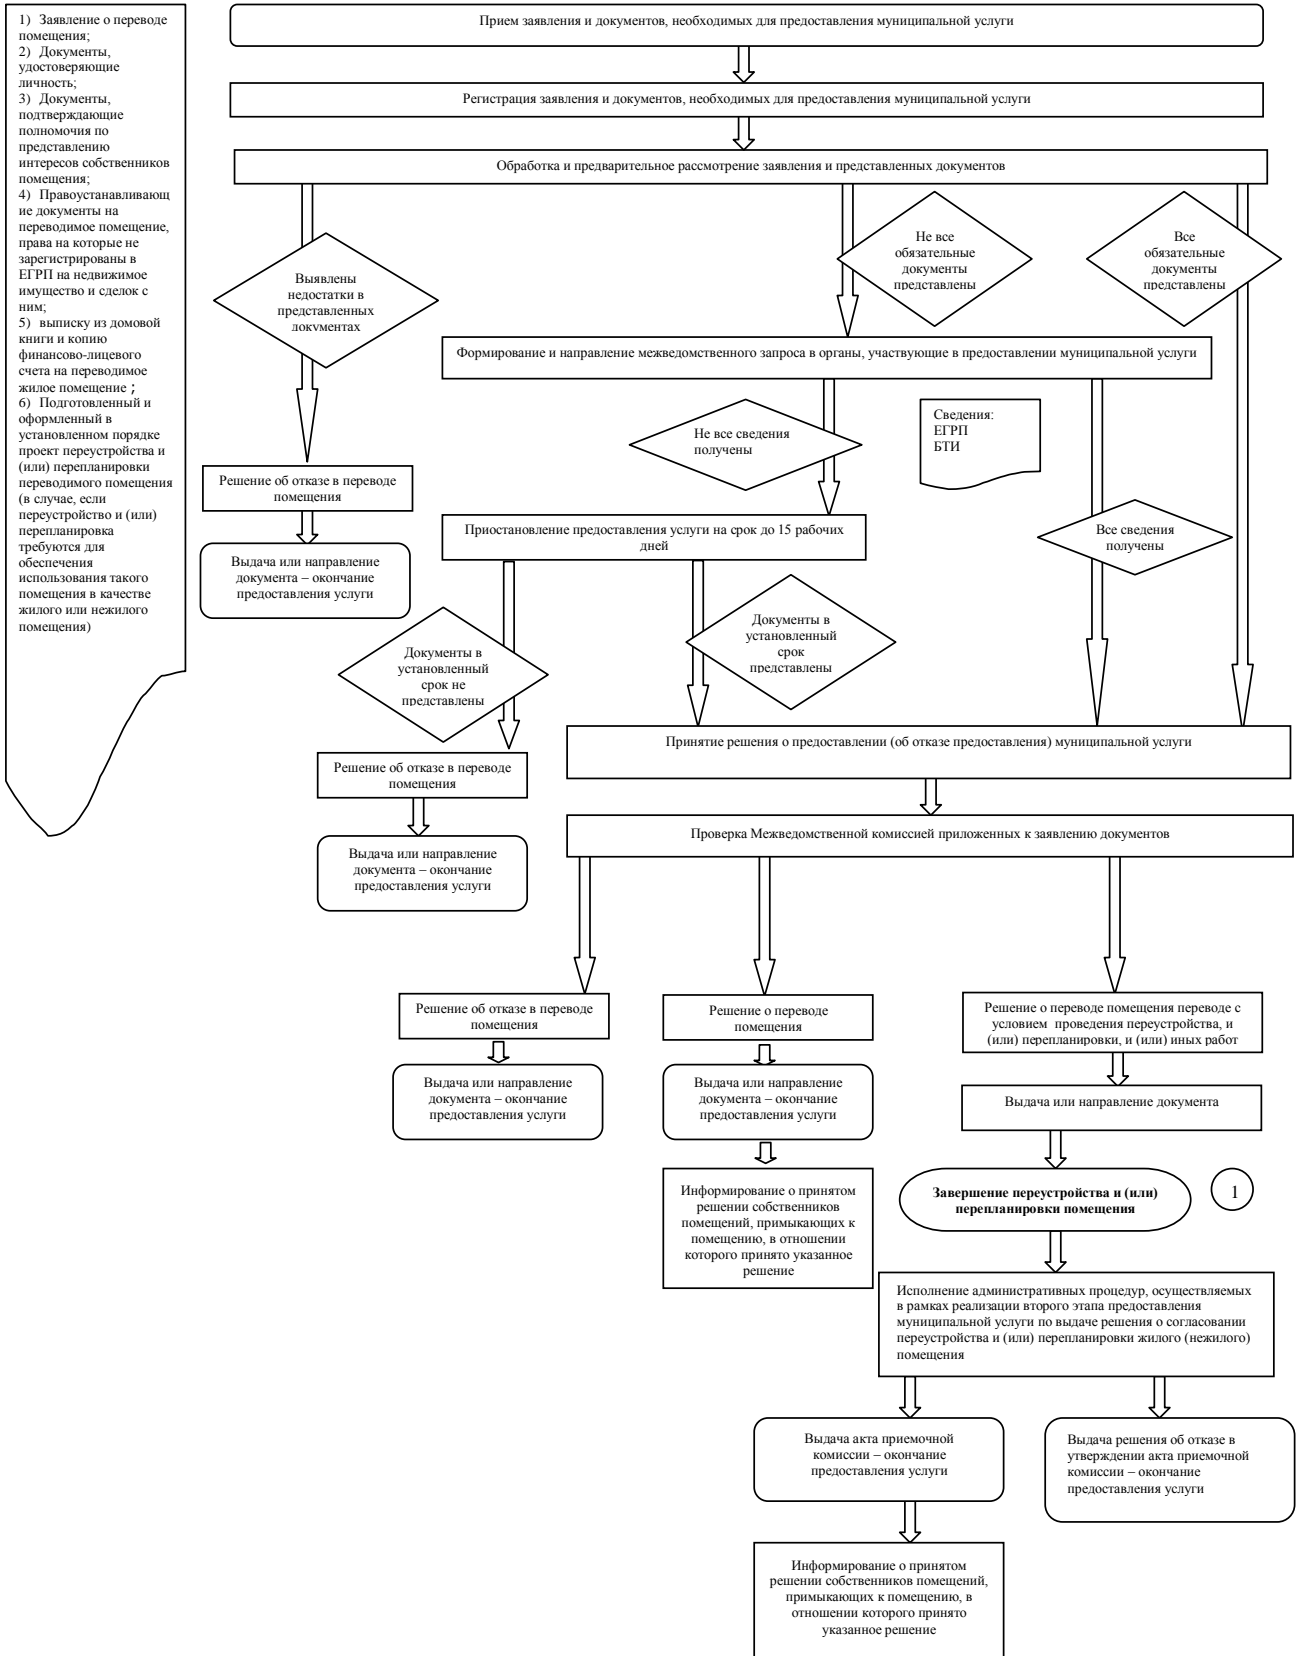 1) Заявление о переводе
помещения;
2) Документы,
удостоверяющие
личность;
3) Документы,
подтверждающие
полномочия по
представлению
интересов собственников
помещения;
4) Правоустанавливающ
ие документы на
переводимое помещение,
права на которые не
зарегистрированы в
ЕГРП на недвижимое
имущество и сделок с
ним;
5) выписку из домовой
книги и копию
финансово-лицевого
счета на переводимое
жилое помещение ;
6) Подготовленный и
оформленный в
установленном порядке
проект переустройства и
(или) перепланировки
переводимого помещения
(в случае, если
переустройство и (или)
перепланировка
требуются для
обеспечения
использования такого
помещения в качестве
жилого или нежилого
помещения)
Прием заявления и документов, необходимых для предоставления муниципальной услуги
Регистрация заявления и документов, необходимых для предоставления муниципальной услуги
Обработка и предварительное рассмотрение заявления и представленных документов
Выявлены
недостатки в
представленных
документах
Не все
обязательные
документы
представлены
Все
обязательные
документы
представлены
Формирование и направление межведомственного запроса в органы, участвующие в предоставлении муниципальной услуги
Не все сведения
получены
Сведения:
ЕГРП
БТИ
Все сведения
получены
Решение об отказе в переводе
помещения
Выдача или направление
документа – окончание
предоставления услуги
Приостановление предоставления услуги на срок до 15 рабочих
дней
Документы в
установленный
срок не
представлены
Документы в
установленный
срок
представлены
Решение об отказе в переводе
помещения
Выдача или направление
документа – окончание
предоставления услуги
Принятие решения о предоставлении (об отказе предоставления) муниципальной услуги
Проверка Межведомственной комиссией приложенных к заявлению документов
Решение об отказе в переводе
помещения
Выдача или направление
документа – окончание
предоставления услуги
Решение о переводе
помещения
Выдача или направление
документа – окончание
предоставления услуги
Информирование о принятом
решении собственников
помещений, примыкающих к
помещению, в отношении
которого принято указанное
решение
Решение о переводе помещения переводе с
условием проведения переустройства, и
(или) перепланировки, и (или) иных работ
Выдача или направление документа
Завершение переустройства и (или)
перепланировки помещения
1
Исполнение административных процедур, осуществляемых
в рамках реализации второго этапа предоставления
муниципальной услуги по выдаче решения о согласовании
переустройства и (или) перепланировки жилого (нежилого)
помещения
Выдача акта приемочной
комиссии – окончание
предоставления услуги
Выдача решения об отказе в
утверждении акта приемочной
комиссии – окончание
предоставления услуги
Информирование о принятом
решении собственников помещений,
примыкающих к помещению, в
отношении которого принято
указанное решение